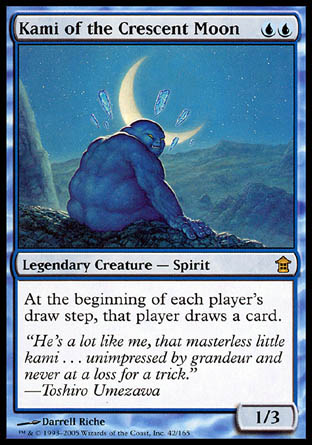 Kami of the Crescent Moon
Legendary Creature — Spirit
At the beginning of each player's
draw step, that player draws a card.
“He's a lot like me, that masterless little
kami . . . unimpressed by grandeur and
never at a loss for a trick.”
—Toshiro Umezawa
Darrell Riche
™ & © 1993–2005 Wizards of the Coast, Inc. 42/165
1/3